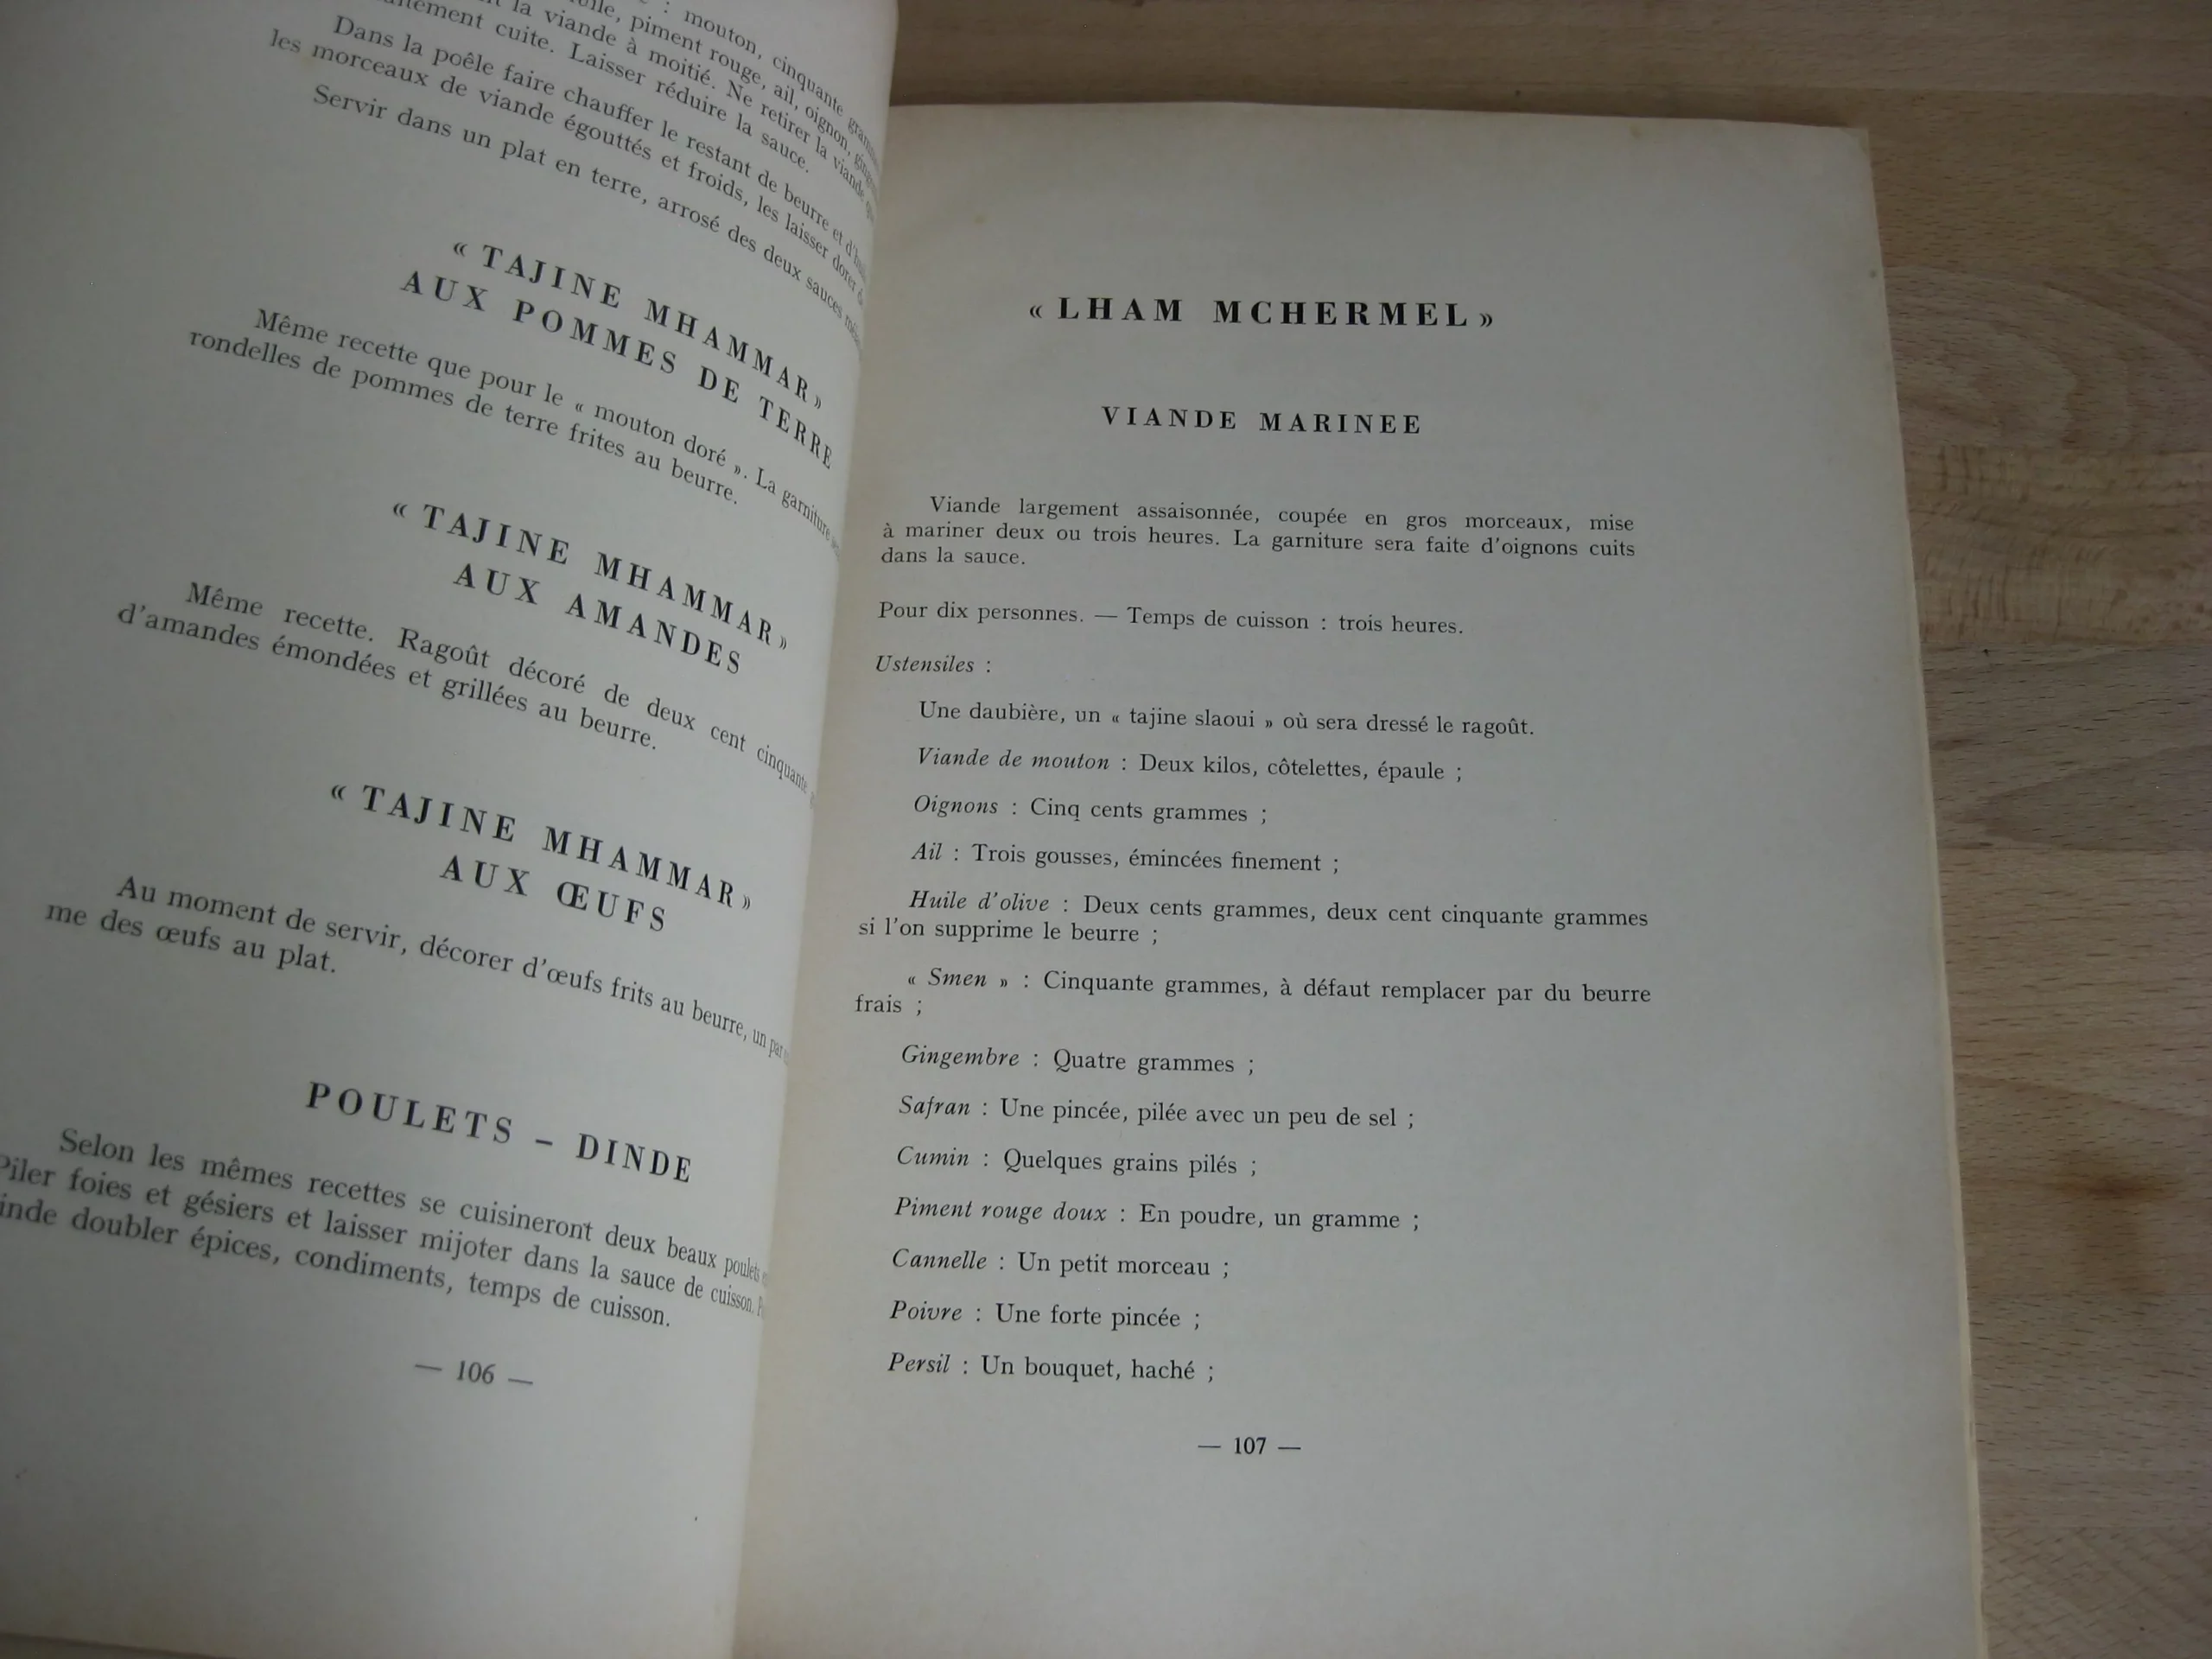 : mouton, cinquante
piment rouge, ail, oignon,
la viande à moitié. Ne retirer la viande
cuite. Laisser réduire la sauce.
Dans la poêle faire chauffer le restant de beurre et
les morceaux de viande égouttés et froids, les laisser dorer
Servir dans un plat en terre, arrosé des deux sauces
« TAJINE MHAMMAR »
AUX POMMES DE TERRE
Même recette que pour le « mouton doré ». La garniture
rondelles de pommes de terre frites au beurre.
« TAJINE MHAMMAR »
AUX AMANDES
Même recette. Ragoût décoré de deux cent cinquante
d'amandes émondées et grillées au beurre.
« TAJINE MHAMMAR »
AUX ŒUFS
Au moment de servir, décorer d'œufs frits au beurre, un par
me des œufs au plat.
POULETS – DINDE
Selon les mêmes recettes se cuisineront deux beaux poulets
Piler foies et gésiers et laisser mijoter dans la sauce de cuisson.
doubler épices, condiments, temps de cuisson.
— 106 —
« LHAM MCHERMEL »
VIANDE MARINEE
Viande largement assaisonnée, coupée en gros morceaux, mise
à mariner deux ou trois heures. La garniture sera faite d'oignons cuits
dans la sauce.
Pour dix personnes. — Temps de cuisson : trois heures.
Ustensiles :
Une daubière, un « tajine slaoui » où sera dressé le ragoût.
Viande de mouton : Deux kilos, côtelettes, épaule ;
Oignons : Cinq cents grammes ;
Ail : Trois gousses, émincées finement ;
Huile d'olive : Deux cents grammes, deux cent cinquante grammes
si l'on supprime le beurre ;
« Smen » : Cinquante grammes, à défaut remplacer par du beurre
frais ;
Gingembre : Quatre grammes ;
Safran : Une pincée, pilée avec un peu de sel ;
Cumin : Quelques grains pilés ;
Piment rouge doux : En poudre, un gramme ;
Cannelle : Un petit morceau ;
Poivre : Une forte pincée ;
Persil : Un bouquet, haché ;
— 107 —